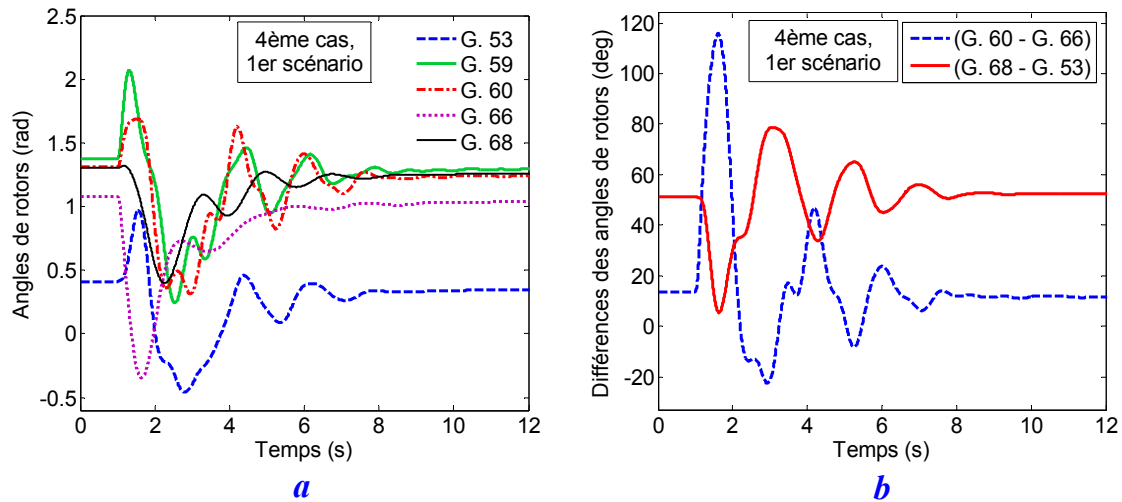 2.5
2
1.5
1
0.5
0
-0.5
0
2
4
6
8
10
12
Angles de rotors (rad)
Temps (s)
4ème cas,
1er scénario
G. 53
G. 59
G. 60
G. 66
G. 68
a
120
100
80
60
40
20
0
-20
0
2
4
6
8
10
12
Différences des angles de rotors (deg)
Temps (s)
4ème cas,
1er scénario
(G. 60 - G. 66)
(G. 68 - G. 53)
b